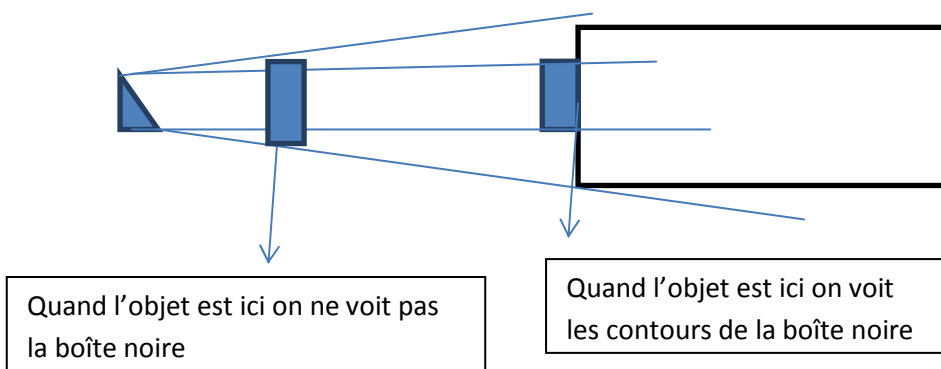 Quand l’objet est ici on ne voit pas
la boîte noire
Quand l’objet est ici on voit
les contours de la boîte noire